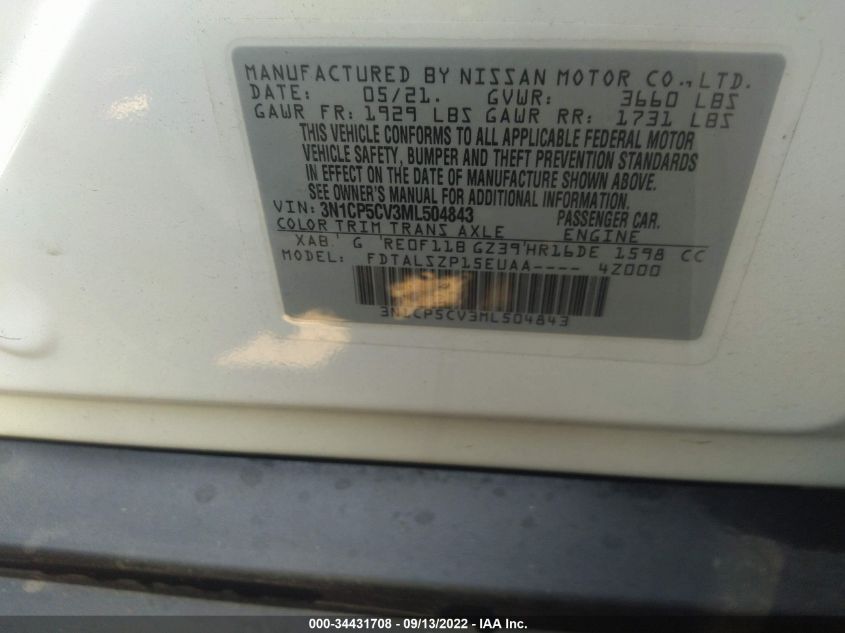 MANUFACTURED BY NISSAN MOTOR CO.,LTD.
DATE: 05/21. GVWR: 3660 LBS
GAWR FR: 1929 LBS GAWR RR: 1731 LBS
THIS VEHICLE CONFORMS TO ALL APPLICABLE FEDERAL MOTOR
VEHICLE SAFETY, BUMPER AND THEFT PREVENTION STANDARDS
IN EFFECT ON THE DATE OF MANUFACTURE SHOWN ABOVE.
SEE OWNER'S MANUAL FOR ADDITIONAL INFORMATION.
VIN: 3N1CP5CV3ML504843 PASSENGER CAR.
COLOR TRIM TRANS AXLE ENGINE
XAB.' G 'RE0F11B GZ39'HR16DE 1598 CC
MODEL: FDTALSZP15EUAA---- 4Z000
3N1CP5CV3ML504843
000-34431708 - 09/13/2022 - IAA Inc.